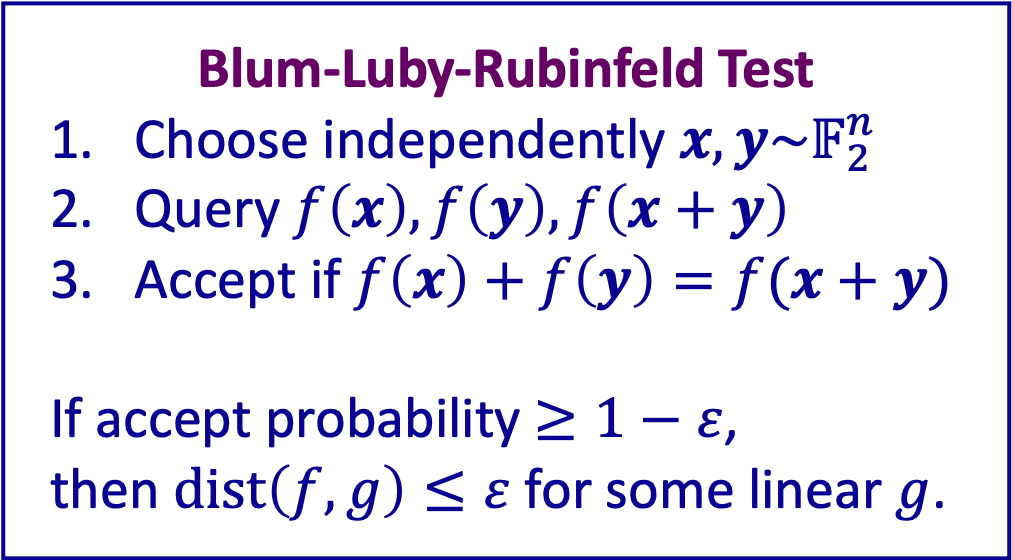 Blum-Luby-Rubinfeld Test
1. Choose independently 𝒙, 𝒚~𝔽₂ⁿ
2. Query 𝑓(𝒙), 𝑓(𝒚), 𝑓(𝒙 + 𝒚)
3. Accept if 𝑓(𝒙) + 𝑓(𝒚) = 𝑓(𝒙 + 𝒚)
If accept probability ≥ 1 − 𝜀,
then dist(𝑓, 𝑔) ≤ 𝜀 for some linear 𝑔.